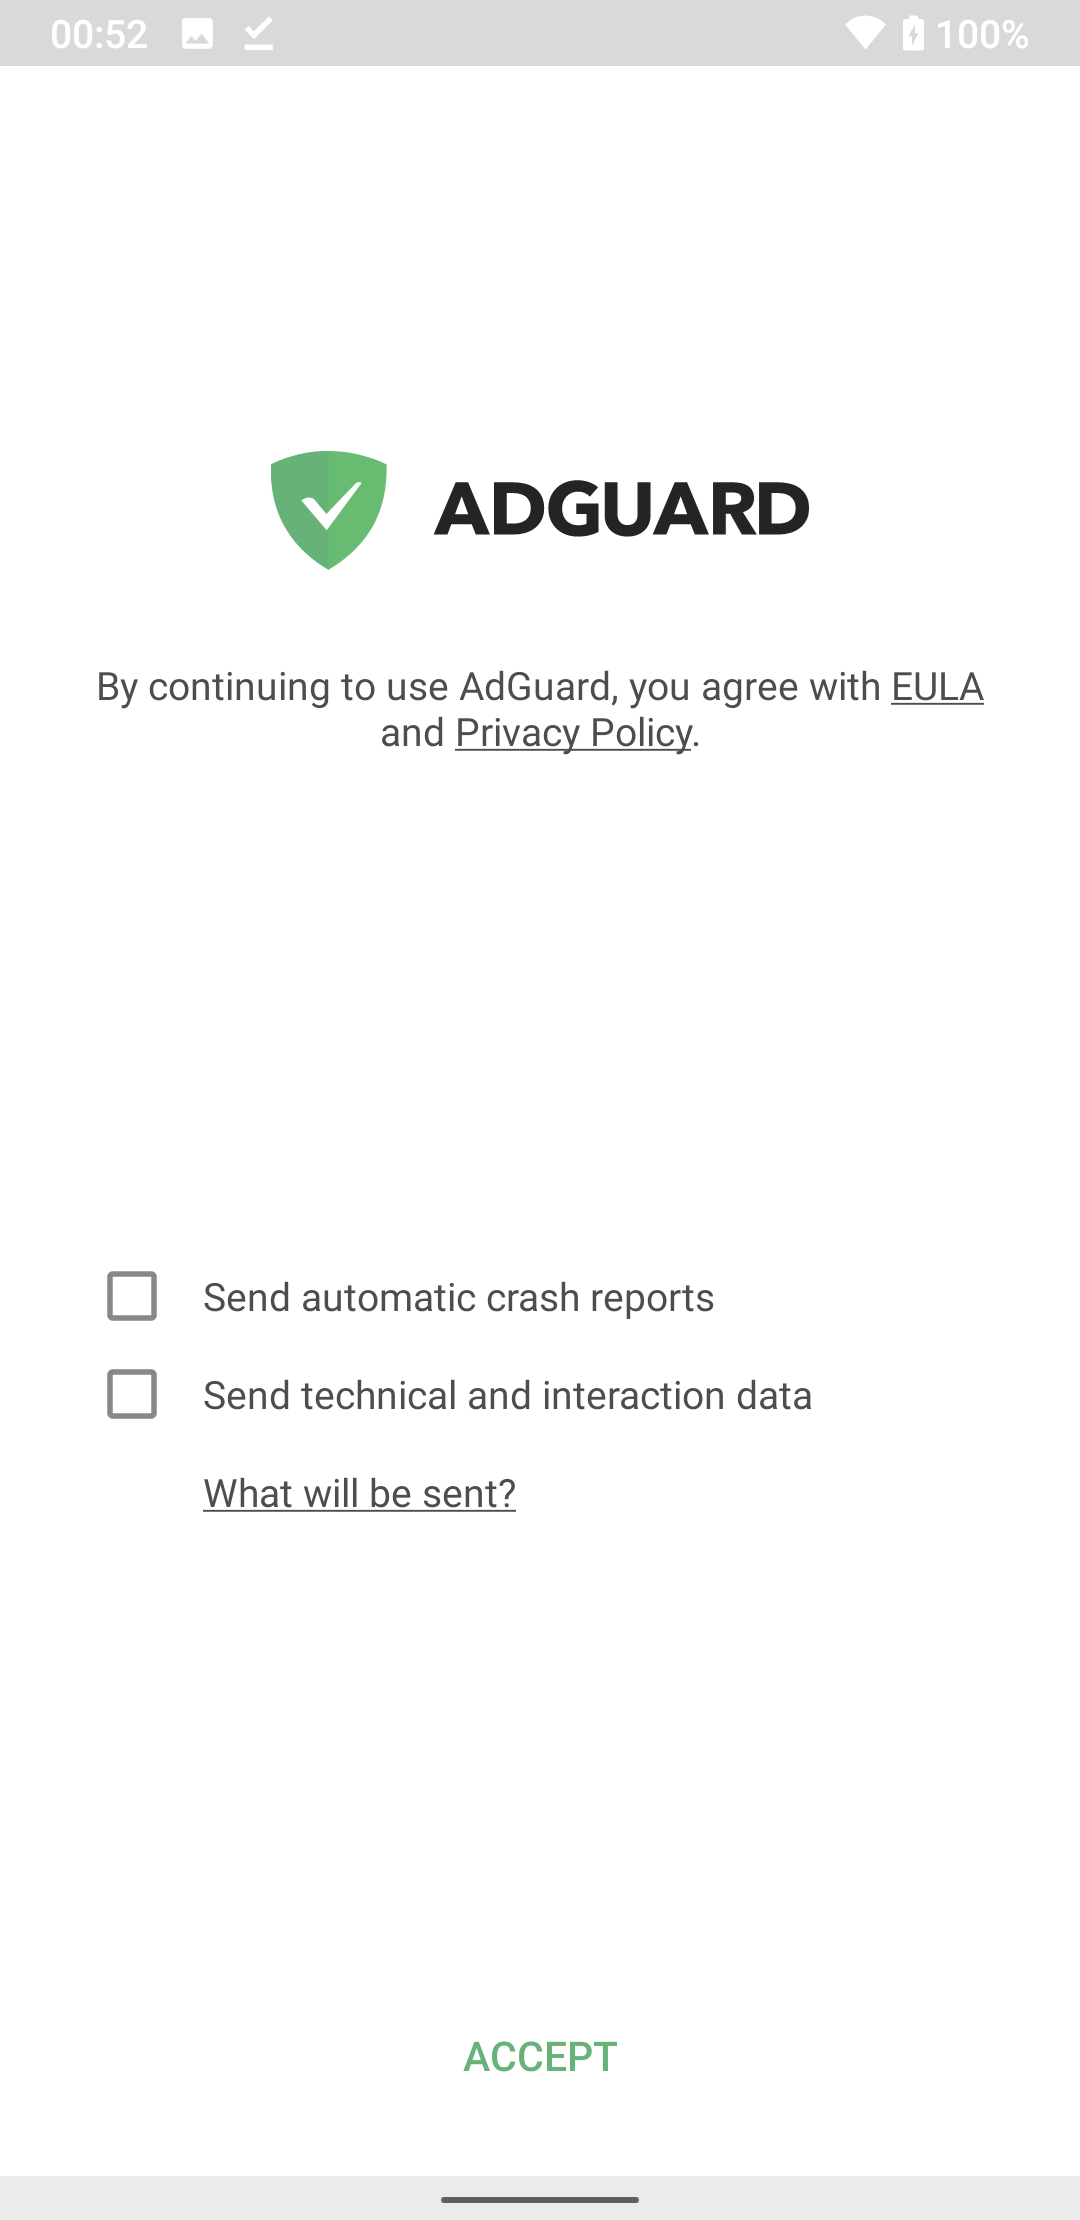 00:52
100%
ADGUARD
By continuing to use AdGuard, you agree with EULA
and Privacy Policy.
Send automatic crash reports
Send technical and interaction data
What will be sent?
ACCEPT